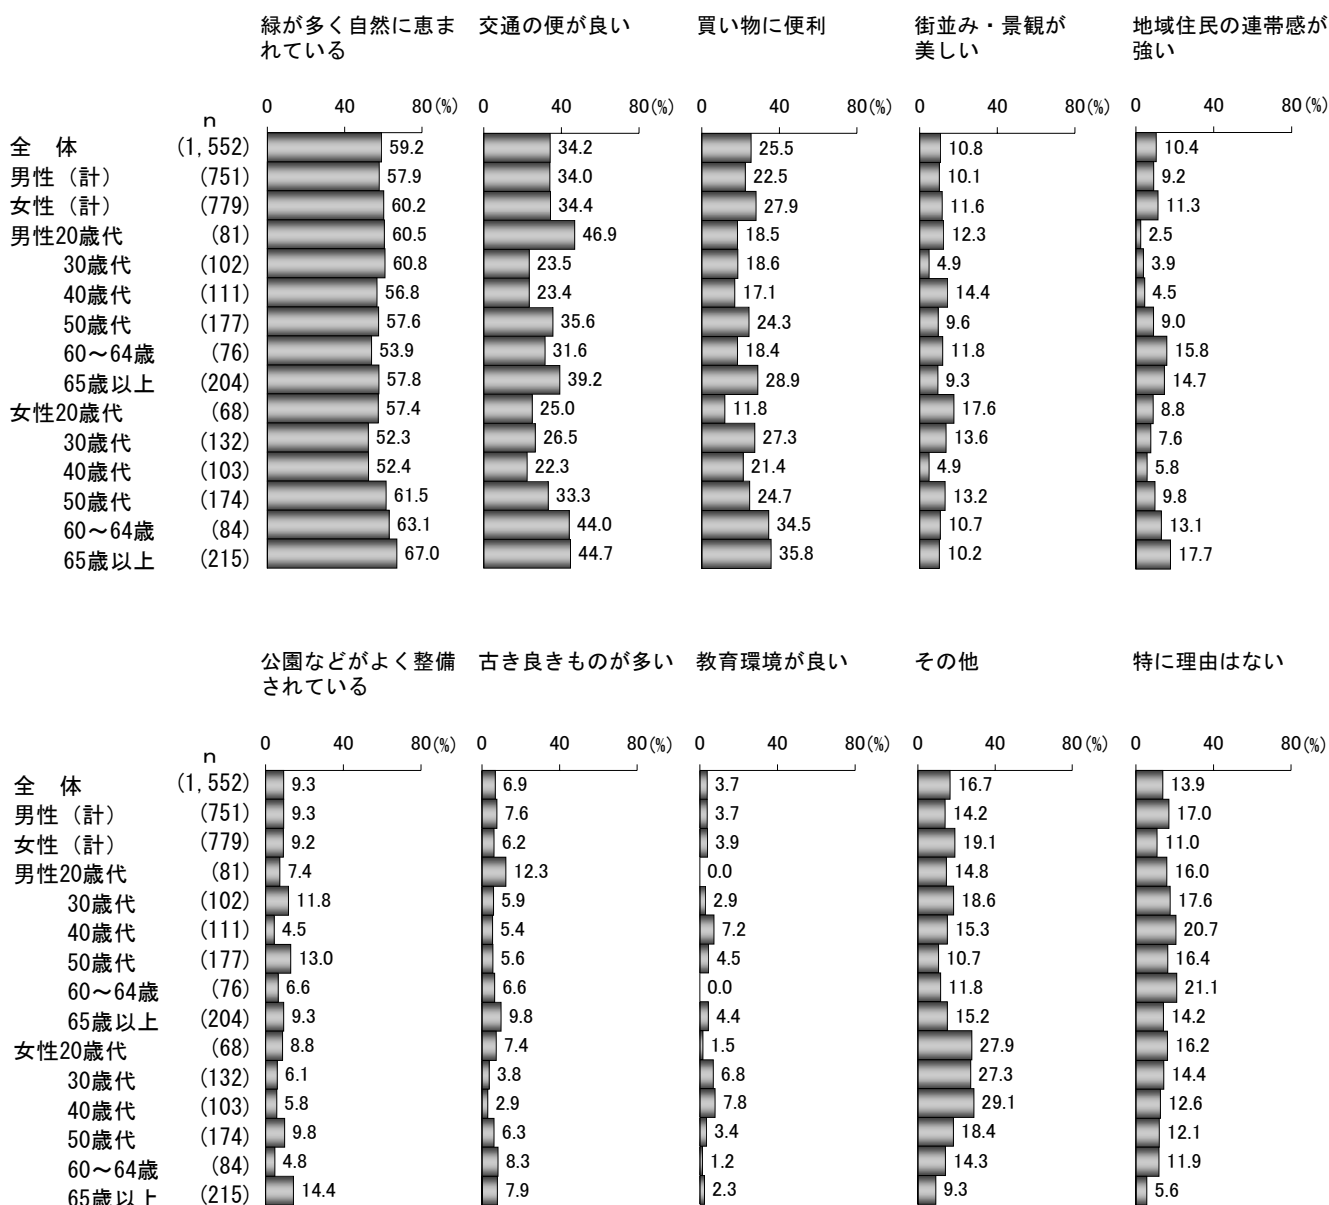 緑が多く自然に恵ま 交通の便が良い 買い物に便利 街並み・景観が 地域住民の連帯感が
れている 美しい 強い
0 40 80(%) 0 40 80(%) 0 40 80(%) 0 40 80(%) 0 40 80(%)
n
全 体 (1,552) 59.2 34.2 25.5 10.8 10.4
男性（計） (751) 57.9 34.0 22.5 10.1 9.2
女性（計） (779) 60.2 34.4 27.9 11.6 11.3
男性20歳代 (81) 60.5 46.9 18.5 12.3 2.5
30歳代 (102) 60.8 23.5 18.6 4.9 3.9
40歳代 (111) 56.8 23.4 17.1 14.4 4.5
50歳代 (177) 57.6 35.6 24.3 9.6 9.0
60～64歳 (76) 53.9 31.6 18.4 11.8 15.8
65歳以上 (204) 57.8 39.2 28.9 9.3 14.7
女性20歳代 (68) 57.4 25.0 11.8 17.6 8.8
30歳代 (132) 52.3 26.5 27.3 13.6 7.6
40歳代 (103) 52.4 22.3 21.4 4.9 5.8
50歳代 (174) 61.5 33.3 24.7 13.2 9.8
60～64歳 (84) 63.1 44.0 34.5 10.7 13.1
65歳以上 (215) 67.0 44.7 35.8 10.2 17.7
公園などがよく整備 古き良きものが多い 教育環境が良い その他 特に理由はない
されている
0 40 80(%) 0 40 80(%) 0 40 80(%) 0 40 80(%) 0 40 80(%)
n
全 体 (1,552) 9.3 6.9 3.7 16.7 13.9
男性（計） (751) 9.3 7.6 3.7 14.2 17.0
女性（計） (779) 9.2 6.2 3.9 19.1 11.0
男性20歳代 (81) 7.4 12.3 0.0 14.8 16.0
30歳代 (102) 11.8 5.9 2.9 18.6 17.6
40歳代 (111) 4.5 5.4 7.2 15.3 20.7
50歳代 (177) 13.0 5.6 4.5 10.7 16.4
60～64歳 (76) 6.6 6.6 0.0 11.8 21.1
65歳以上 (204) 9.3 9.8 4.4 15.2 14.2
女性20歳代 (68) 8.8 7.4 1.5 27.9 16.2
30歳代 (132) 6.1 3.8 6.8 27.3 14.4
40歳代 (103) 5.8 2.9 7.8 29.1 12.6
50歳代 (174) 9.8 6.3 3.4 18.4 12.1
60～64歳 (84) 4.8 8.3 1.2 14.3 11.9
65歳以上 (215) 14.4 7.9 2.3 9.3 5.6